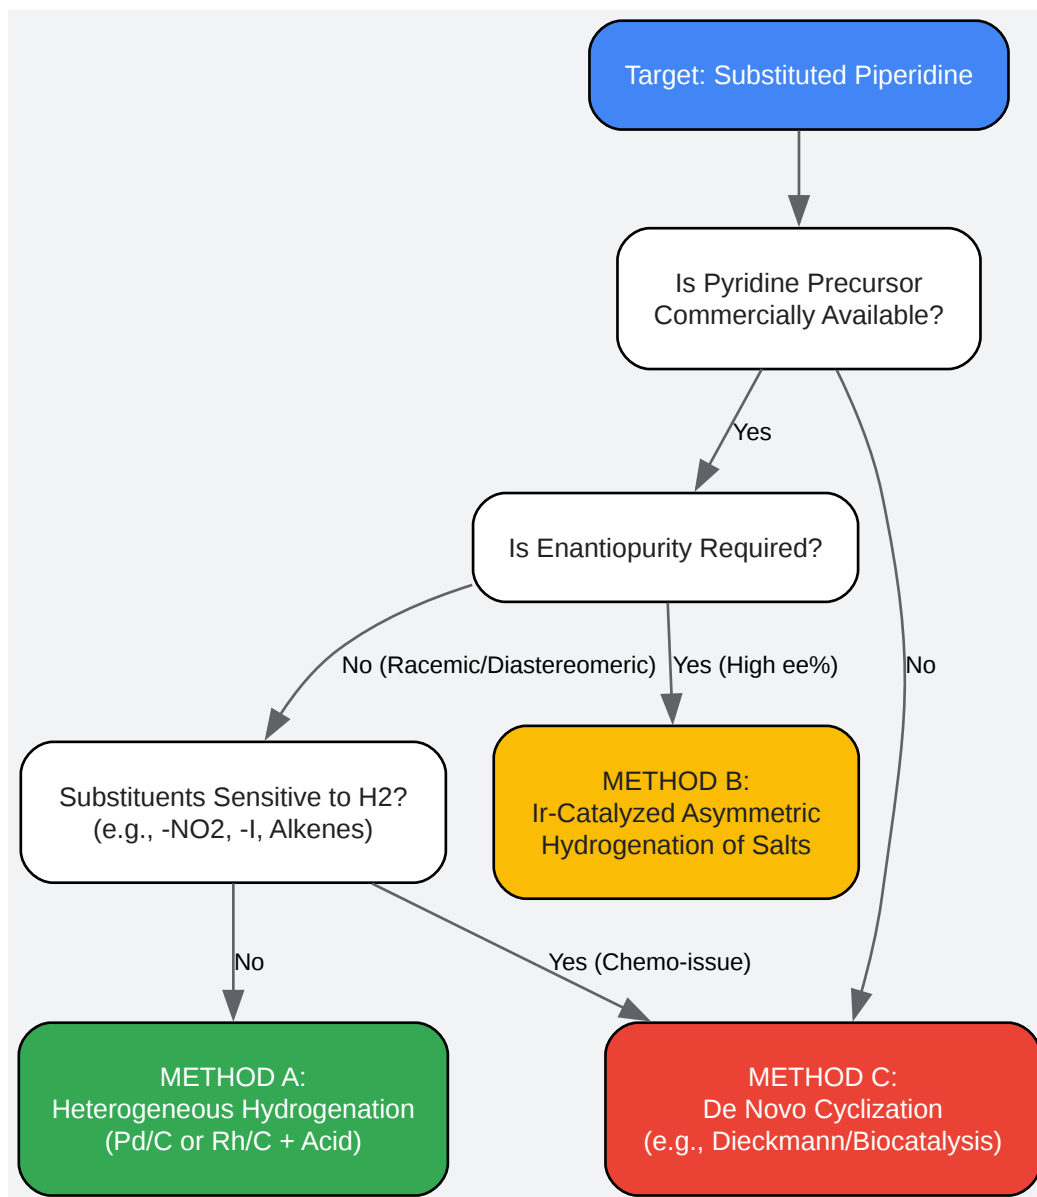 Target: Substituted Piperidine
Is Pyridine Precursor
Commercially Available?
Yes
Is Enantiopurity Required?
No (Racemic/Diastereomeric)
Yes (High ee%)
No
Substituents Sensitive to H2?
(e.g., -NO2, -I, Alkenes)
METHOD B:
Ir-Catalyzed Asymmetric
Hydrogenation of Salts
No
Yes (Chemo-issue)
METHOD A:
Heterogeneous Hydrogenation
(Pd/C or Rh/C + Acid)
METHOD C:
De Novo Cyclization
(e.g., Dieckmann/Biocatalysis)